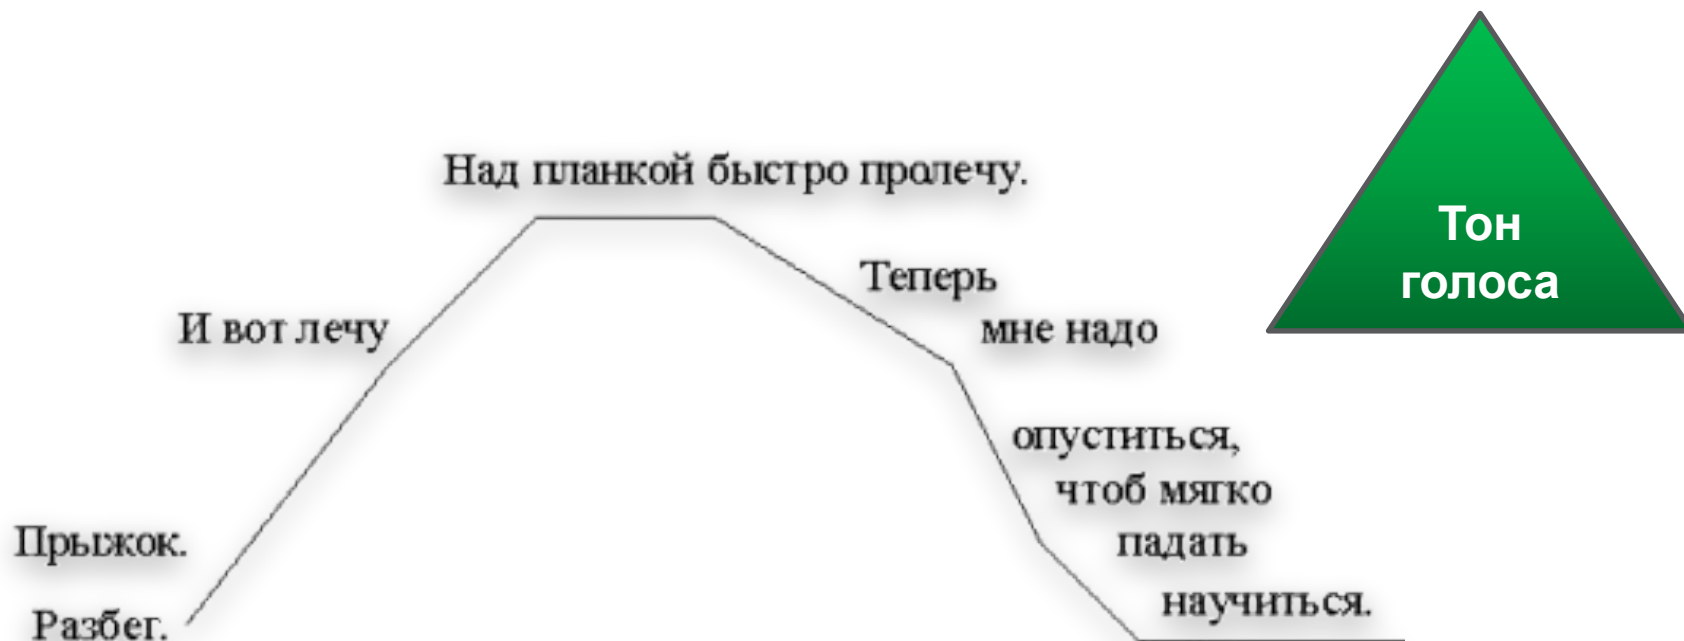 Разбег.
Прыжок.
И вот лечу
Над планкой быстро пролечу.
Теперь
мне надо
опуститься,
чтоб мягко
падать
научиться.
Тон
голоса